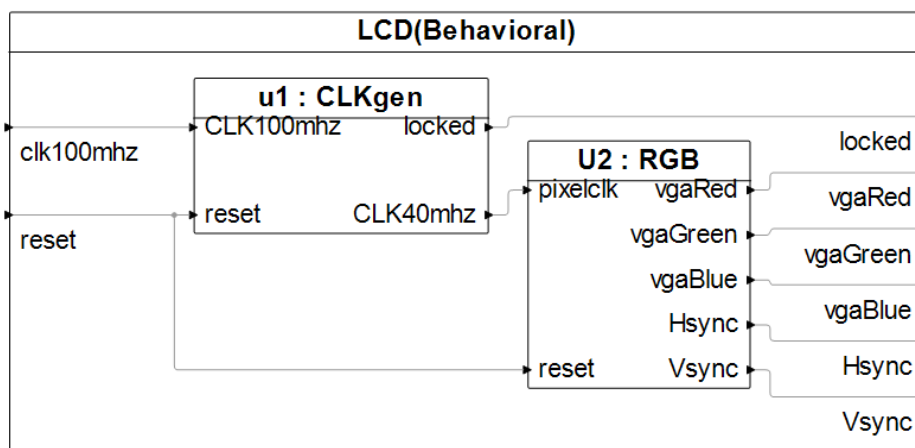 LCD(Behavioral)
u1 : CLKgen
CLK100mhz locked
clk100mhz
locked
U2 : RGB
pixelclk vgaRed
vgaRed
reset CLK40mhz
reset
vgaGreen
vgaGreen
vgaBlue
vgaBlue
Hsync
reset Vsync
Hsync
Vsync